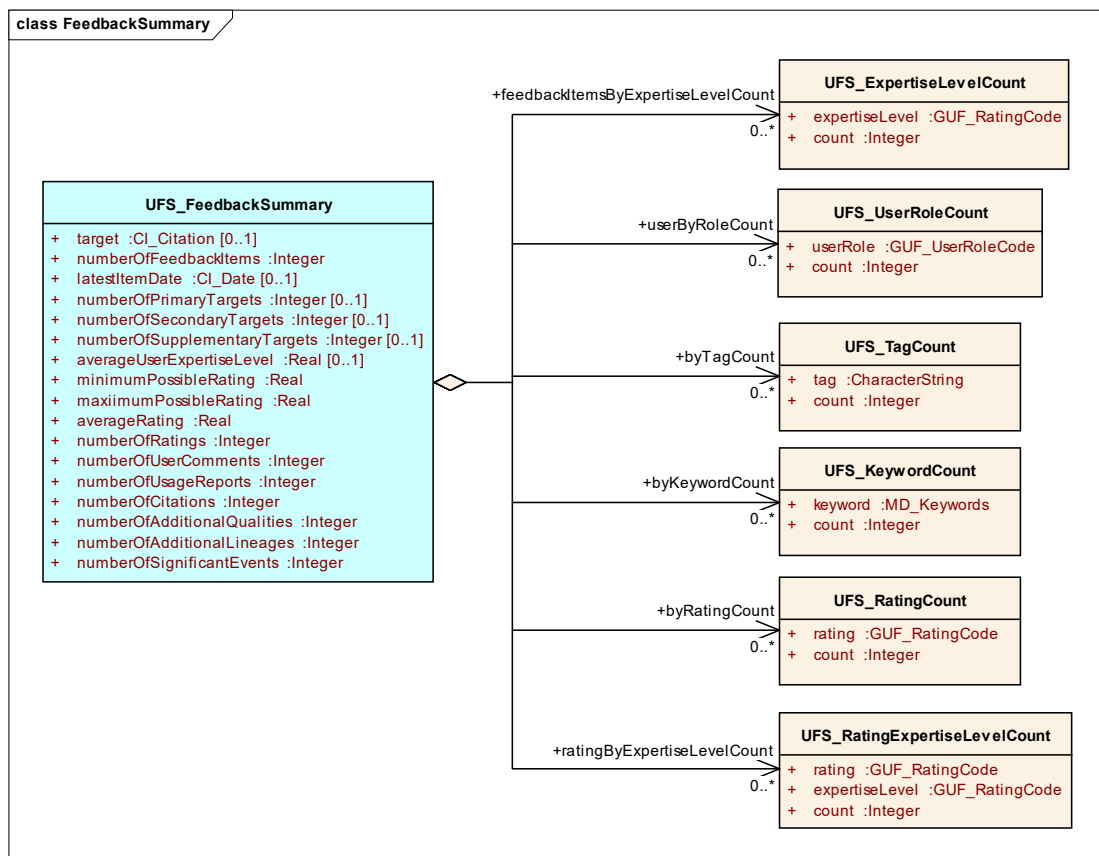 class FeedbackSummary
UFS_FeedbackSummary
+ target :CI_Citation [0..1]
+ numberOfFeedbackItems :Integer
+ latestItemDate :CI_Date [0..1]
+ numberOfPrimaryTargets :Integer [0..1]
+ numberOfSecondaryTargets :Integer [0..1]
+ numberOfSupplementaryTargets :Integer [0..1]
+ averageUserExpertiseLevel :Real [0..1]
+ minimumPossibleRating :Real
+ maxiimumPossibleRating :Real
+ averageRating :Real
+ numberOfRatings :Integer
+ numberOfUserComments :Integer
+ numberOfUsageReports :Integer
+ numberOfCitations :Integer
+ numberOfAdditionalQualities :Integer
+ numberOfAdditionalLineages :Integer
+ numberOfSignificantEvents :Integer
+feedbackItemsByExpertiseLevelCount
0..*
UFS_ExpertiseLevelCount
+ expertiseLevel :GUF_RatingCode
+ count :Integer
+userByRoleCount
0..*
UFS_UserRoleCount
+ userRole :GUF_UserRoleCode
+ count :Integer
+byTagCount
0..*
UFS_TagCount
+ tag :CharacterString
+ count :Integer
+byKeywordCount
0..*
UFS_KeywordCount
+ keyword :MD_Keywords
+ count :Integer
+byRatingCount
0..*
UFS_RatingCount
+ rating :GUF_RatingCode
+ count :Integer
+ratingByExpertiseLevelCount
0..*
UFS_RatingExpertiseLevelCount
+ rating :GUF_RatingCode
+ expertiseLevel :GUF_RatingCode
+ count :Integer